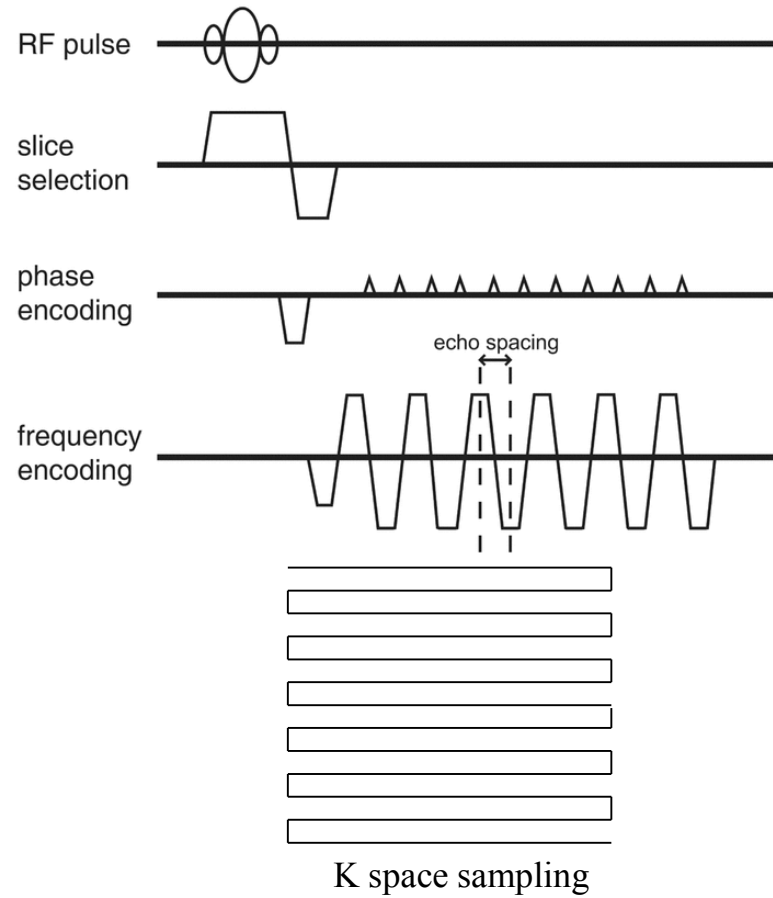 RF pulse
slice
selection
phase
encoding
echo spacing
frequency
encoding
K space sampling